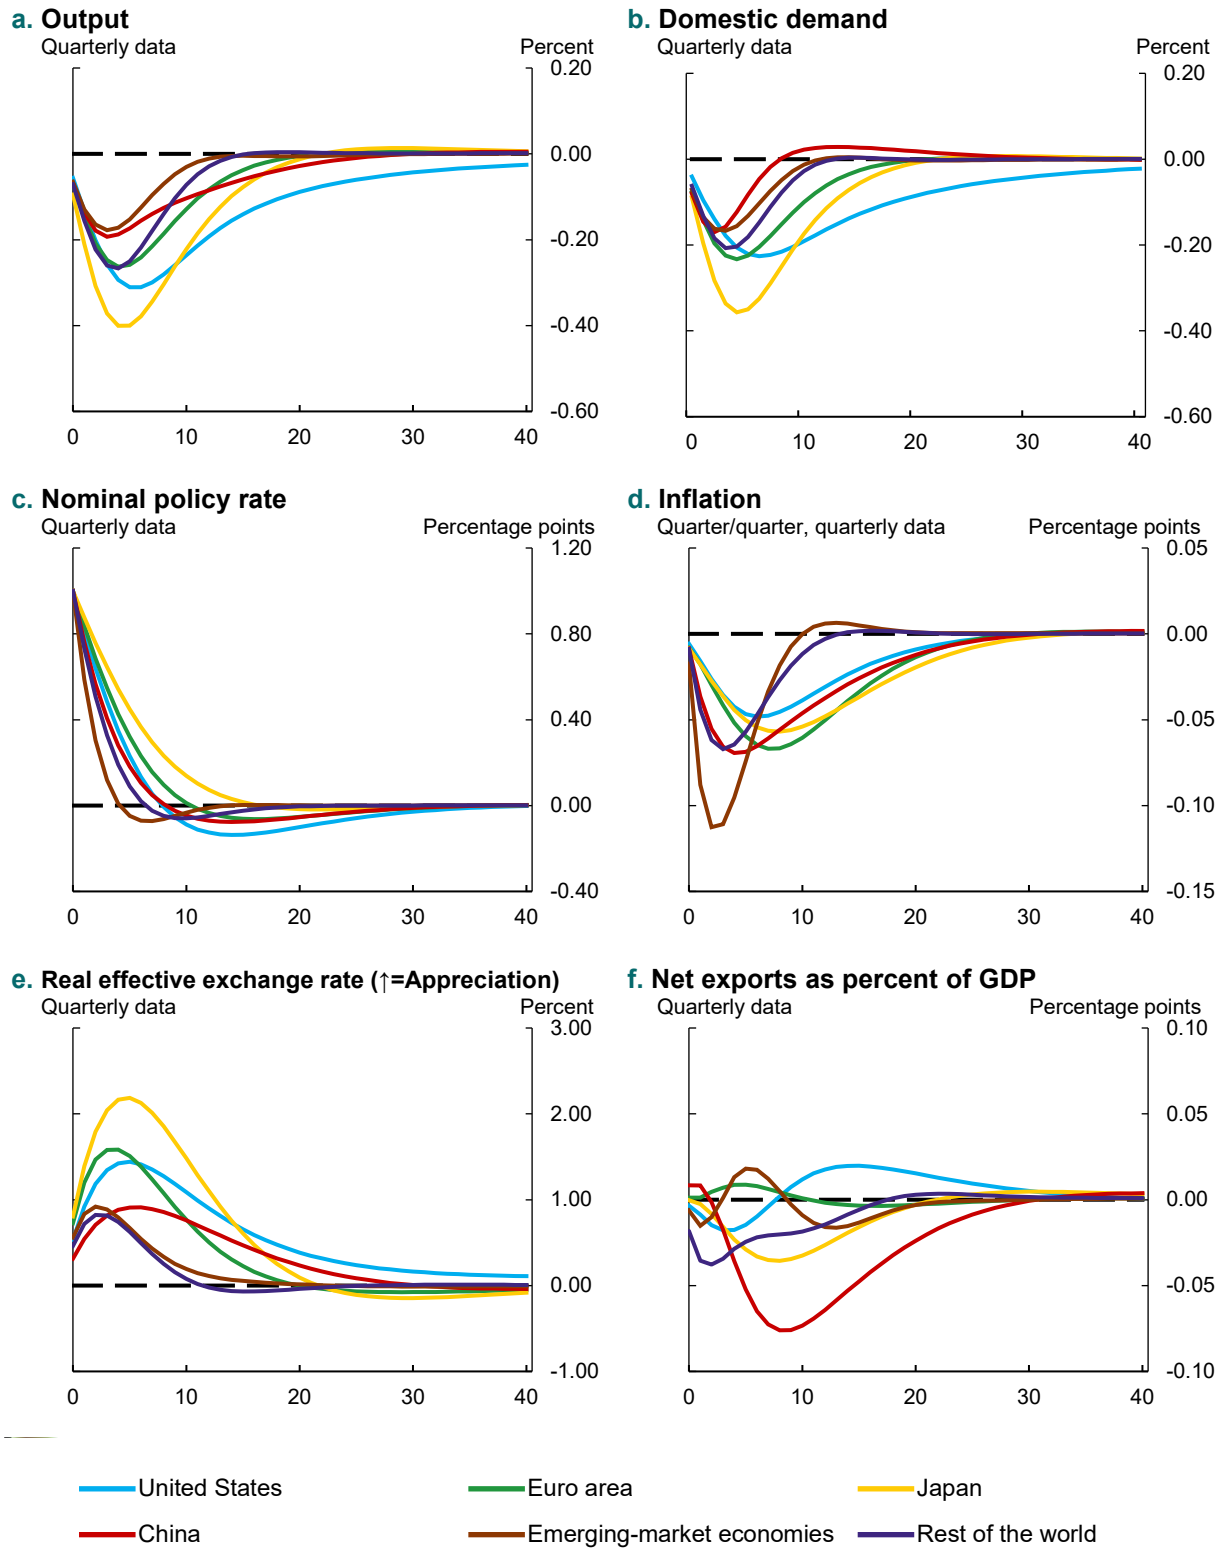 a. Output
Quarterly data Percent
0.20
0.00
-0.20
-0.40
-0.60
0 10 20 30 40
b. Domestic demand
Quarterly data Percent
0.20
0.00
-0.20
-0.40
-0.60
0 10 20 30 40
c. Nominal policy rate
Quarterly data Percentage points
1.20
0.80
0.40
0.00
-0.40
0 10 20 30 40
d. Inflation
Quarter/quarter, quarterly data Percentage points
0.05
0.00
-0.05
-0.10
-0.15
0 10 20 30 40
e. Real effective exchange rate (↑=Appreciation)
Quarterly data Percent
3.00
2.00
1.00
0.00
-1.00
0 10 20 30 40
f. Net exports as percent of GDP
Quarterly data Percentage points
0.10
0.05
0.00
-0.05
-0.10
0 10 20 30 40
United States Euro area Japan
China Emerging-market economies Rest of the world